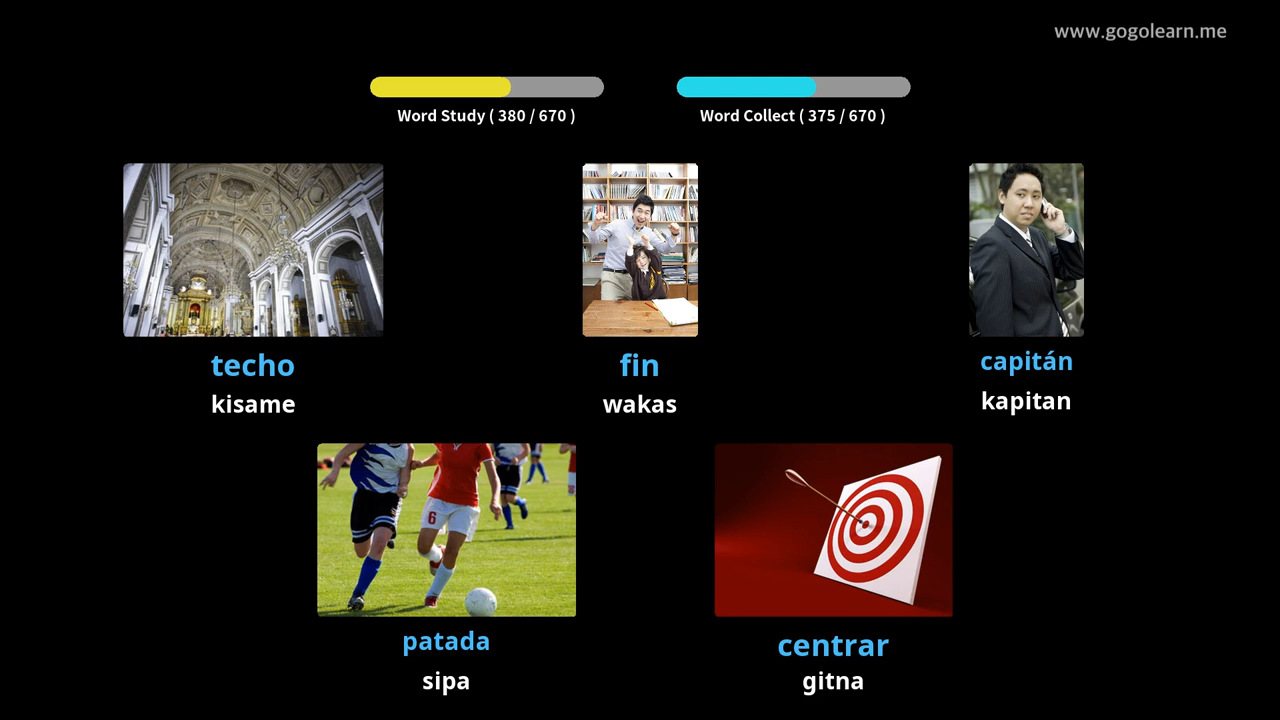 www.gogolearn.me
Word Study ( 380 / 670 )
Word Collect ( 375 / 670 )
techo
kisame
fin
wakas
capitán
kapitan
6
patada
sipa
centrar
gitna